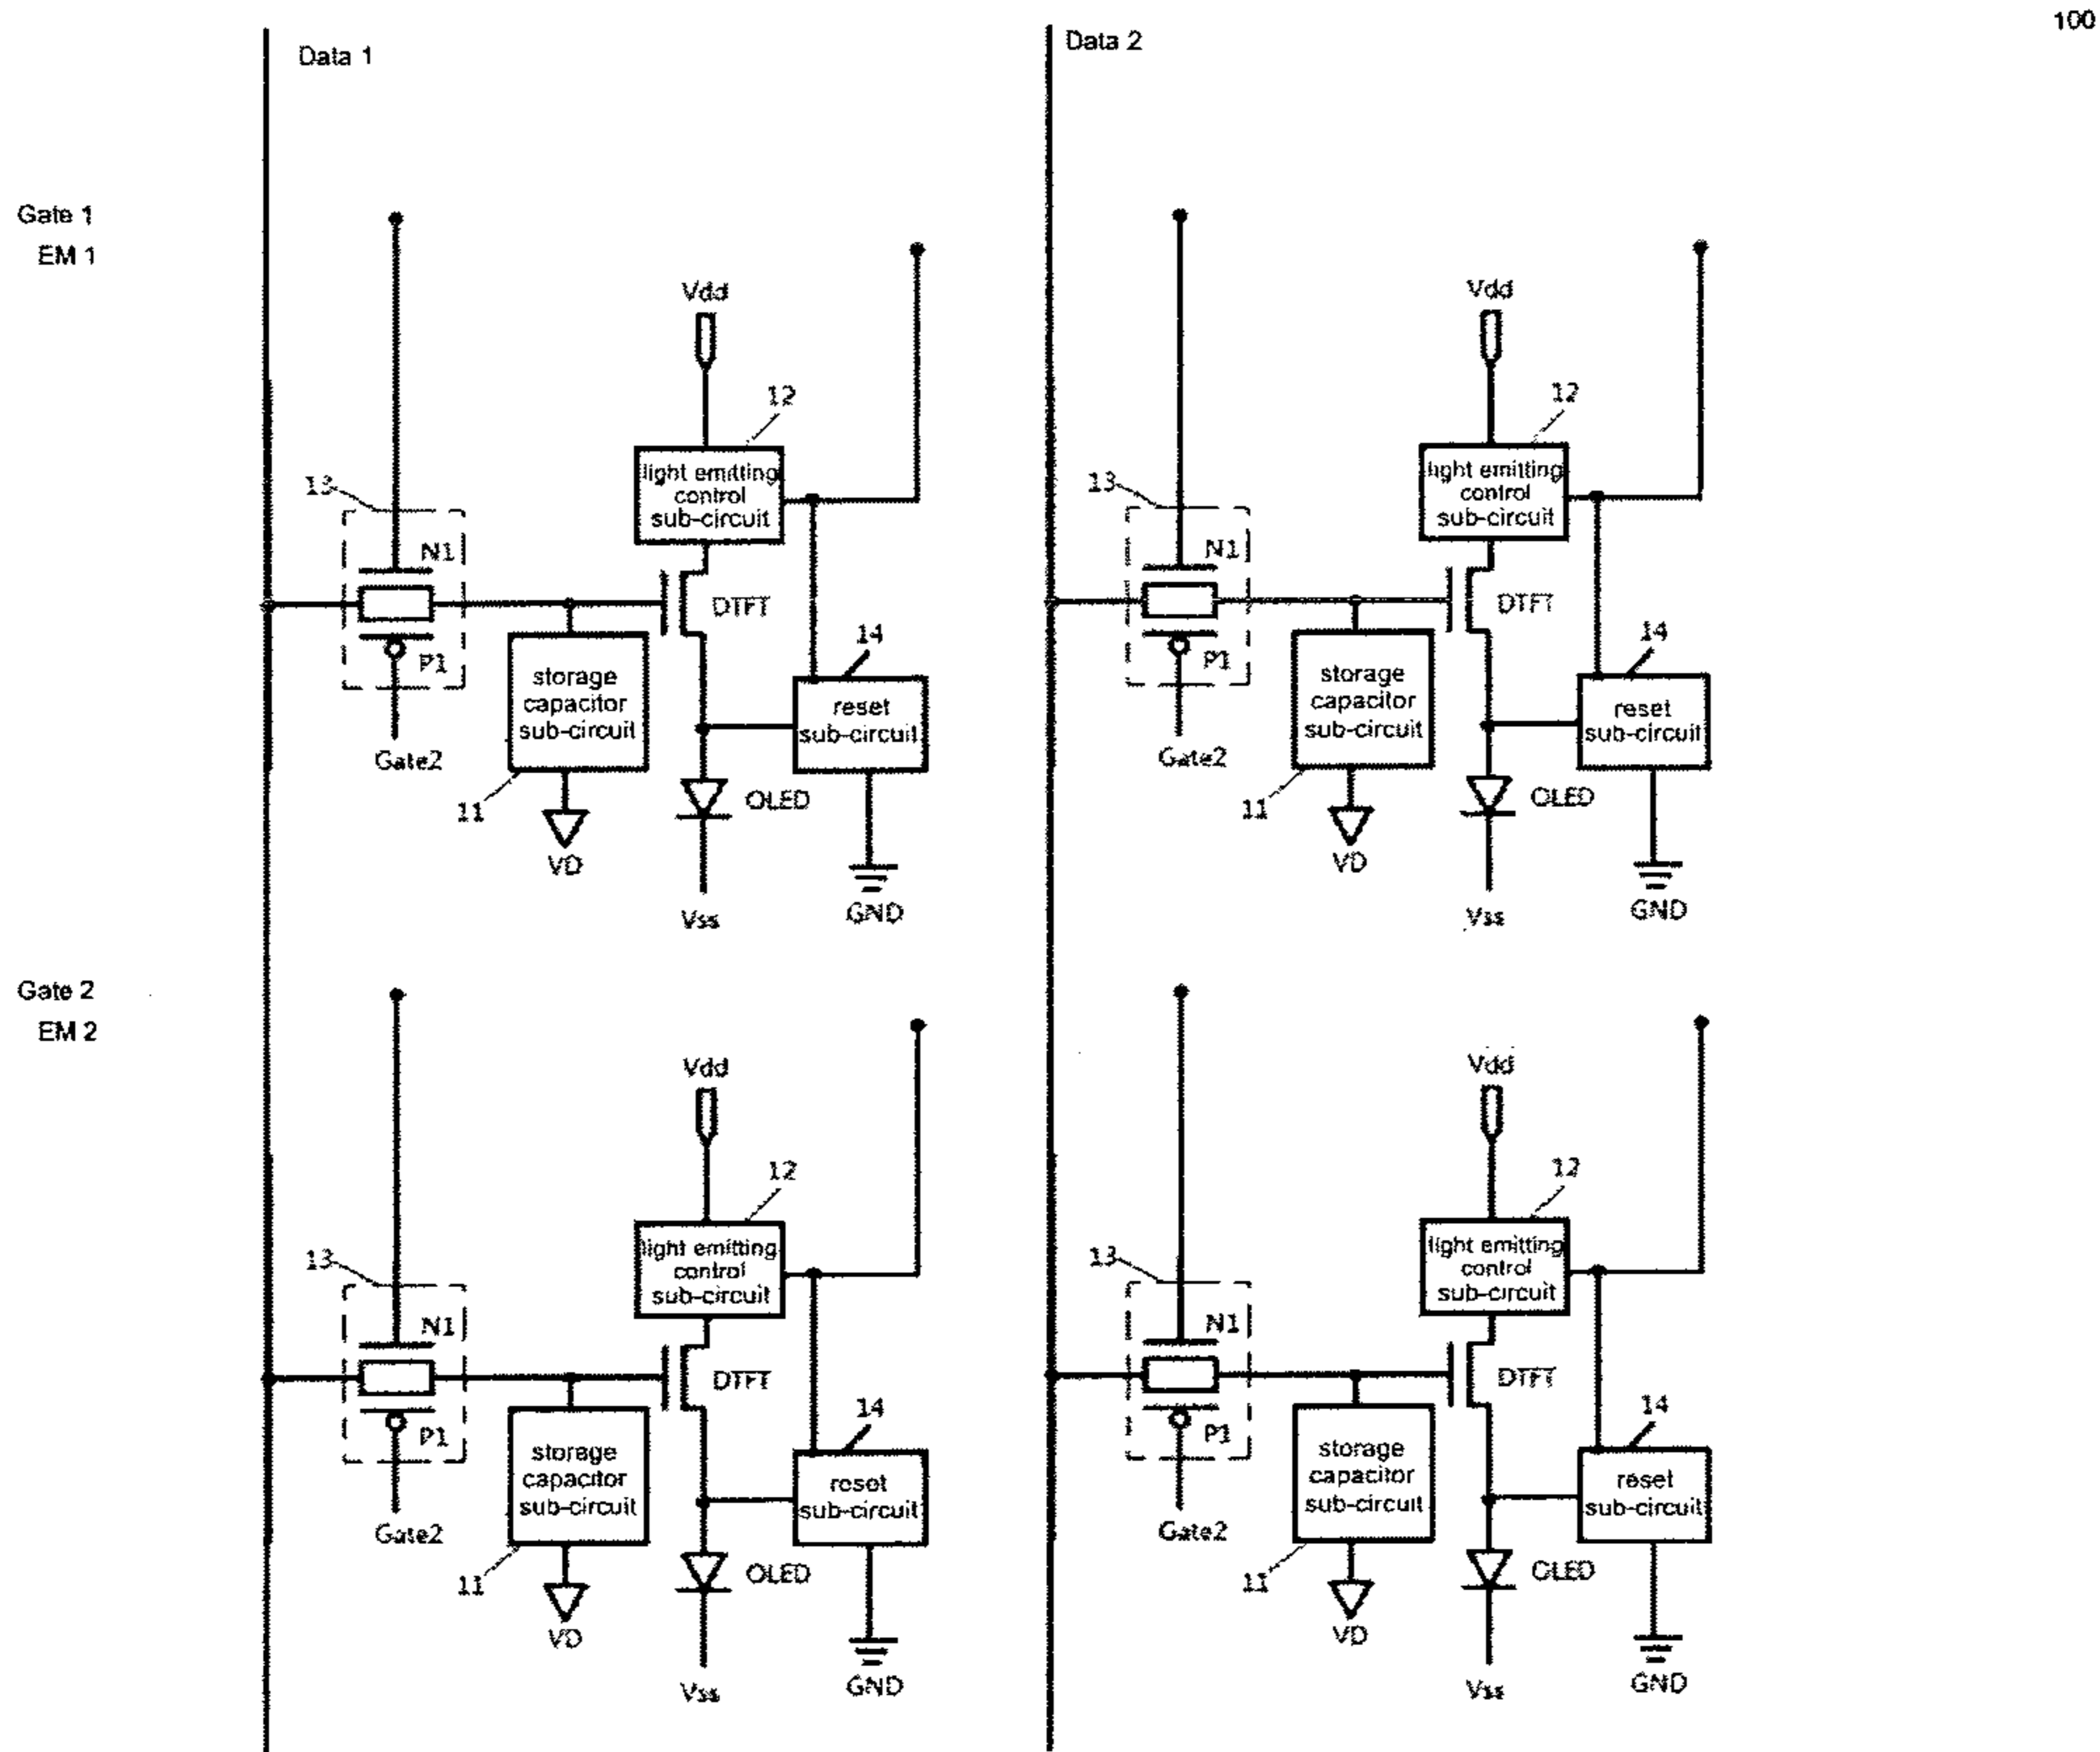 100
Data 1
Data 2
Gate 1
EM 1
Vdd
12
light emitting
control
sub-circuit
13
N1
P1
Gate2
DTFT
storage
capacitor
sub-circuit
11
VD
14
reset
sub-circuit
OLED
Vss
GND
Vdd
12
light emitting
control
sub-circuit
13
N1
P1
Gate2
DTFT
storage
capacitor
sub-circuit
11
VD
14
reset
sub-circuit
OLED
Vss
GND
Gate 2
EM 2
Vdd
12
light emitting
control
sub-circuit
13
N1
P1
Gate2
DTFT
storage
capacitor
sub-circuit
11
VD
14
reset
sub-circuit
OLED
Vss
GND
Vdd
12
light emitting
control
sub-circuit
13
N1
P1
Gate2
DTFT
storage
capacitor
sub-circuit
11
VD
14
reset
sub-circuit
OLED
Vss
GND